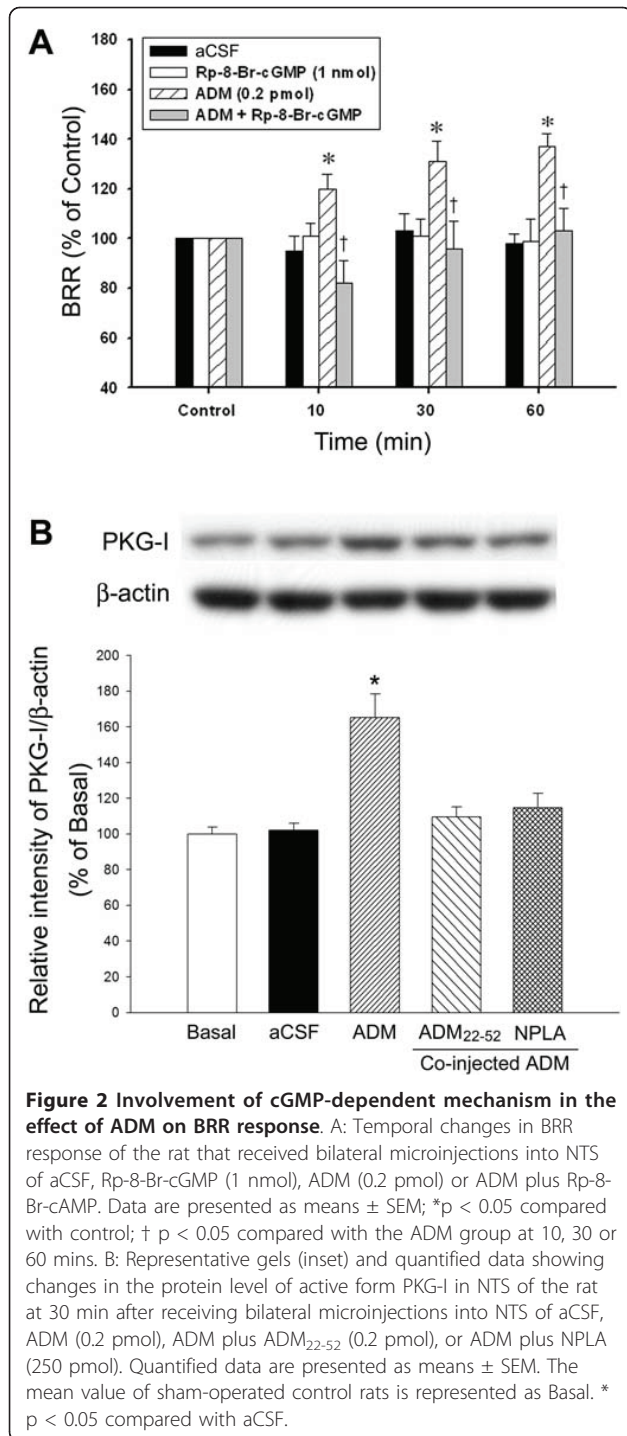 A
180
160
140
120
100
80
60
40
BRR (% of Control)
aCSF
Rp-8-Br-cGMP (1 nmol)
ADM (0.2 pmol)
ADM + Rp-8-Br-cGMP
*
*
*
†
†
†
Control 10 30 60
Time (min)
B
PKG-I
β-actin
Relative intensity of PKG-I/β-actin
(% of Basal)
200
180
160
140
120
100
80
60
40
20
0
*
Basal aCSF ADM ADM22-52 NPLA
Co-injected ADM
Figure 2 Involvement of cGMP-dependent mechanism in the
effect of ADM on BRR response. A: Temporal changes in BRR
response of the rat that received bilateral microinjections into NTS
of aCSF, Rp-8-Br-cGMP (1 nmol), ADM (0.2 pmol) or ADM plus Rp-8-
Br-cAMP. Data are presented as means ± SEM; *p < 0.05 compared
with control; † p < 0.05 compared with the ADM group at 10, 30 or
60 mins. B: Representative gels (inset) and quantified data showing
changes in the protein level of active form PKG-I in NTS of the rat
at 30 min after receiving bilateral microinjections into NTS of aCSF,
ADM (0.2 pmol), ADM plus ADM22-52 (0.2 pmol), or ADM plus NPLA
(250 pmol). Quantified data are presented as means ± SEM. The
mean value of sham-operated control rats is represented as Basal. *
p < 0.05 compared with aCSF.